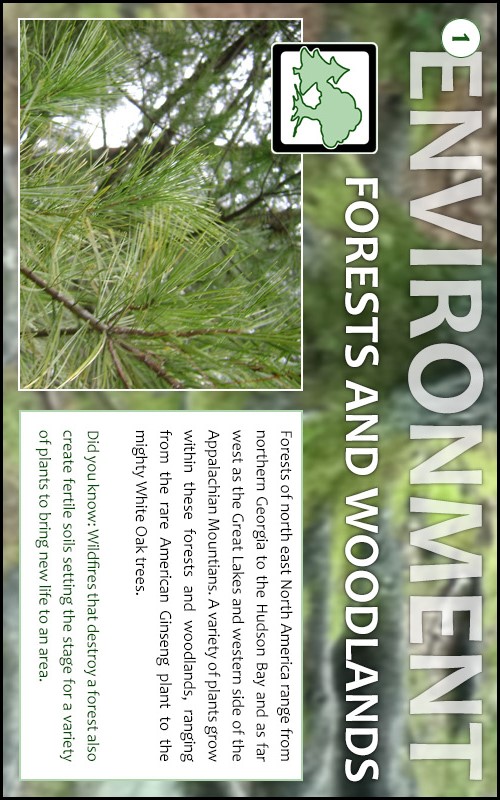 1
ENVIRONMENT
FORESTS AND WOODLANDS
Forests of north east North America range from
northern Georgia to the Hudson Bay and as far
west as the Great Lakes and western side of the
Appalachian Mountians. A variety of plants grow
within these forests and woodlands, ranging
from the rare American Ginseng plant to the
mighty White Oak trees.
Did you know: Wildfires that destroy a forest also
create fertile soils setting the stage for a variety
of plants to bring new life to an area.